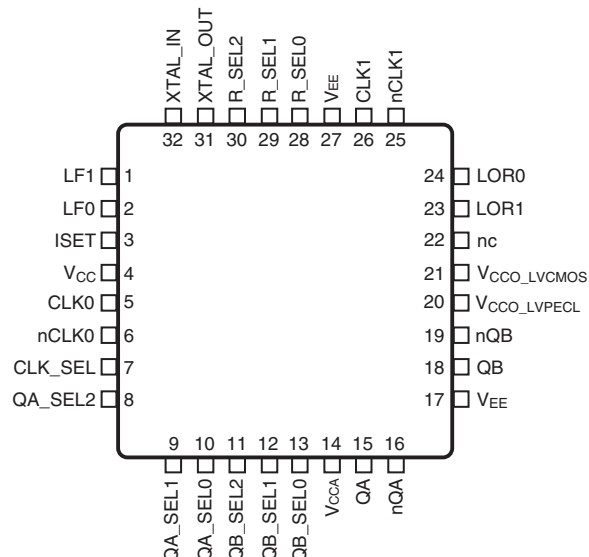 XTAL_IN
XTAL_OUT
R_SEL2
R_SEL1
R_SEL0
VEE
CLK1
nCLK1
32 31 30 29 28 27 26 25
LF1 1
LF0 2
ISET 3
VCC 4
CLK0 5
nCLK0 6
CLK_SEL 7
QA_SEL2 8
24 LOR0
23 LOR1
22 nc
21 VCCO_LVCMOS
20 VCCO_LVPECL
19 nQB
18 QB
17 VEE
9 10 11 12 13 14 15 16
QA_SEL1
QA_SEL0
QB_SEL2
QB_SEL1
QB_SEL0
VCCA
QA
nQA